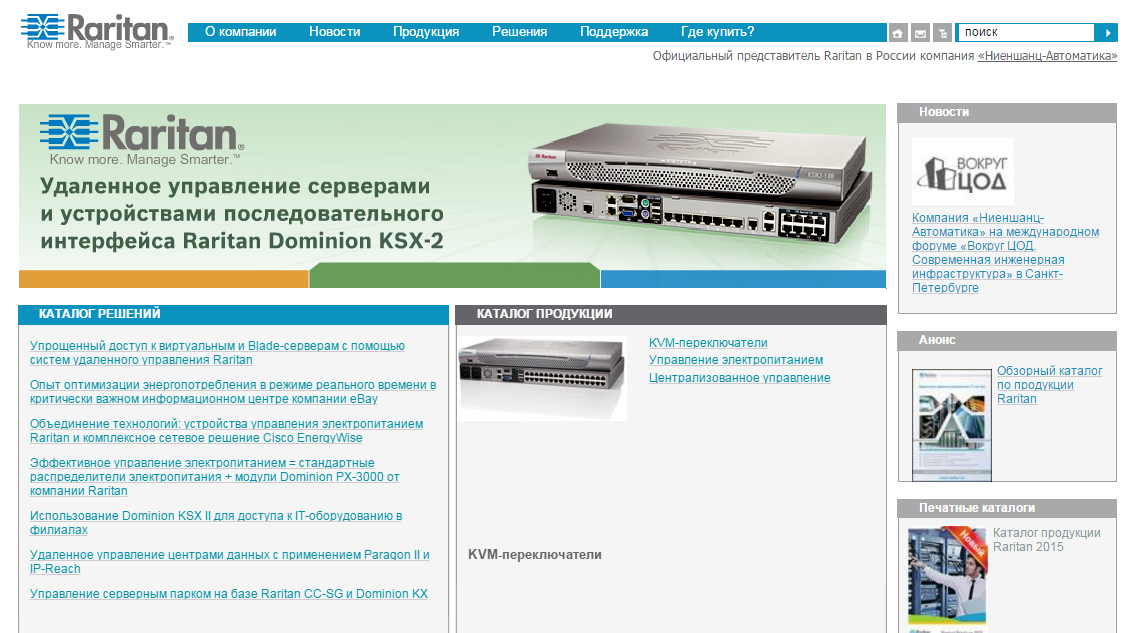 Raritan.
Know more. Manage Smarter.™
О компании Новости Продукция Решения Поддержка Где купить?
поиск
Официальный представитель Raritan в России компания «Ниеншанц-Автоматика»
Raritan.
Know more. Manage Smarter.™
Удаленное управление серверами
и устройствами последовательного
интерфейса Raritan Dominion KSX-2
Raritan
КАТАЛОГ РЕШЕНИЙ
Упрощенный доступ к виртуальным и Blade-серверам с помощью
систем удаленного управления Raritan
Опыт оптимизации энергопотребления в режиме реального времени в
критически важном информационном центре компании eBay
Объединение технологий: устройства управления электропитанием
Raritan и комплексное сетевое решение Cisco EnergyWise
Эффективное управление электропитанием = стандартные
распределители электропитания + модули Dominion PX-3000 от
компании Raritan
Использование Dominion KSX II для доступа к IT-оборудованию в
филиалах
Удаленное управление центрами данных с применением Paragon II и
IP-Reach
Управление серверным парком на базе Raritan CC-SG и Dominion KX
КАТАЛОГ ПРОДУКЦИИ
KVM-переключатели
Управление электропитанием
Централизованное управление
KVM-переключатели
Новости
ВОКРУГ
ЦОД
Компания «Ниеншанц-
Автоматика» на международном
форуме «Вокруг ЦОД.
Современная инженерная
инфраструктура» в Санкт-
Петербурге
Анонс
Обзорный каталог
по продукции
Raritan
Печатные каталоги
Новый
Каталог продукции
Raritan 2015